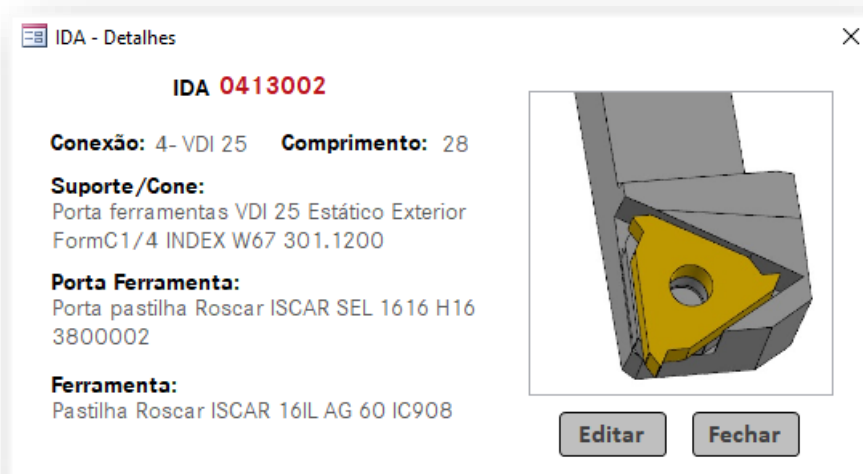 IDA - Detalhes
IDA 0413002
Conexão: 4- VDI 25 Comprimento: 28
Suporte/Cone:
Porta ferramentas VDI 25 Estático Exterior
FormC1/4 INDEX W67 301.1200
Porta Ferramenta:
Porta pastilha Roscar ISCAR SEL 1616 H16
3800002
Ferramenta:
Pastilha Roscar ISCAR 16IL AG 60 IC908
Editar Fechar